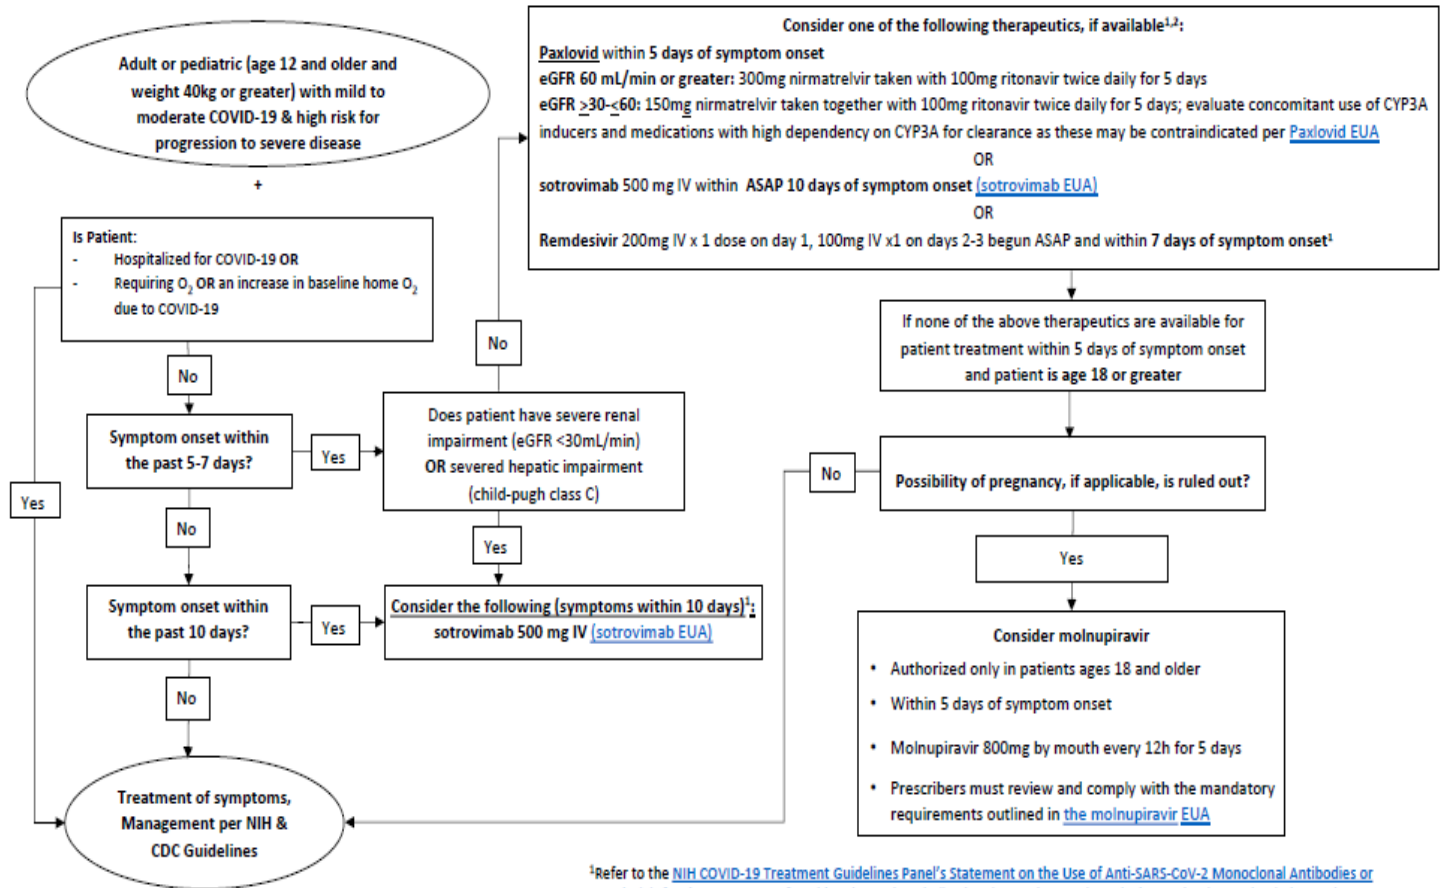 Adult or pediatric (age 12 and older and
weight 40kg or greater) with mild to
moderate COVID-19 & high risk for
progression to severe disease
+
Is Patient:
- Hospitalized for COVID-19 OR
- Requiring O2 OR an increase in baseline home O2
due to COVID-19
Yes
No
Symptom onset within
the past 5-7 days?
Yes
No
Symptom onset within
the past 10 days?
Yes
No
Treatment of symptoms,
Management per NIH &
CDC Guidelines
Does patient have severe renal
impairment (eGFR <30mL/min)
OR severed hepatic impairment
(child-pugh class C)
No
Yes
Consider the following (symptoms within 10 days)1:
sotrovimab 500 mg IV (sotrovimab EUA)
Consider one of the following therapeutics, if available1,2:
Paxlovid within 5 days of symptom onset
eGFR 60 mL/min or greater: 300mg nirmatrelvir taken with 100mg ritonavir twice daily for 5 days
eGFR >30-<60: 150mg nirmatrelvir taken together with 100mg ritonavir twice daily for 5 days; evaluate concomitant use of CYP3A
inducers and medications with high dependency on CYP3A for clearance as these may be contraindicated per Paxlovid EUA
OR
sotrovimab 500 mg IV within ASAP 10 days of symptom onset (sotrovimab EUA)
OR
Remdesivir 200mg IV x 1 dose on day 1, 100mg IV x1 on days 2-3 begun ASAP and within 7 days of symptom onset1
If none of the above therapeutics are available for
patient treatment within 5 days of symptom onset
and patient is age 18 or greater
Possibility of pregnancy, if applicable, is ruled out?
No
Yes
Consider molnupiravir
• Authorized only in patients ages 18 and older
• Within 5 days of symptom onset
• Molnupiravir 800mg by mouth every 12h for 5 days
• Prescribers must review and comply with the mandatory
requirements outlined in the molnupiravir EUA
1Refer to the NIH COVID-19 Treatment Guidelines Panel's Statement on the Use of Anti-SARS-CoV-2 Monoclonal Antibodies or